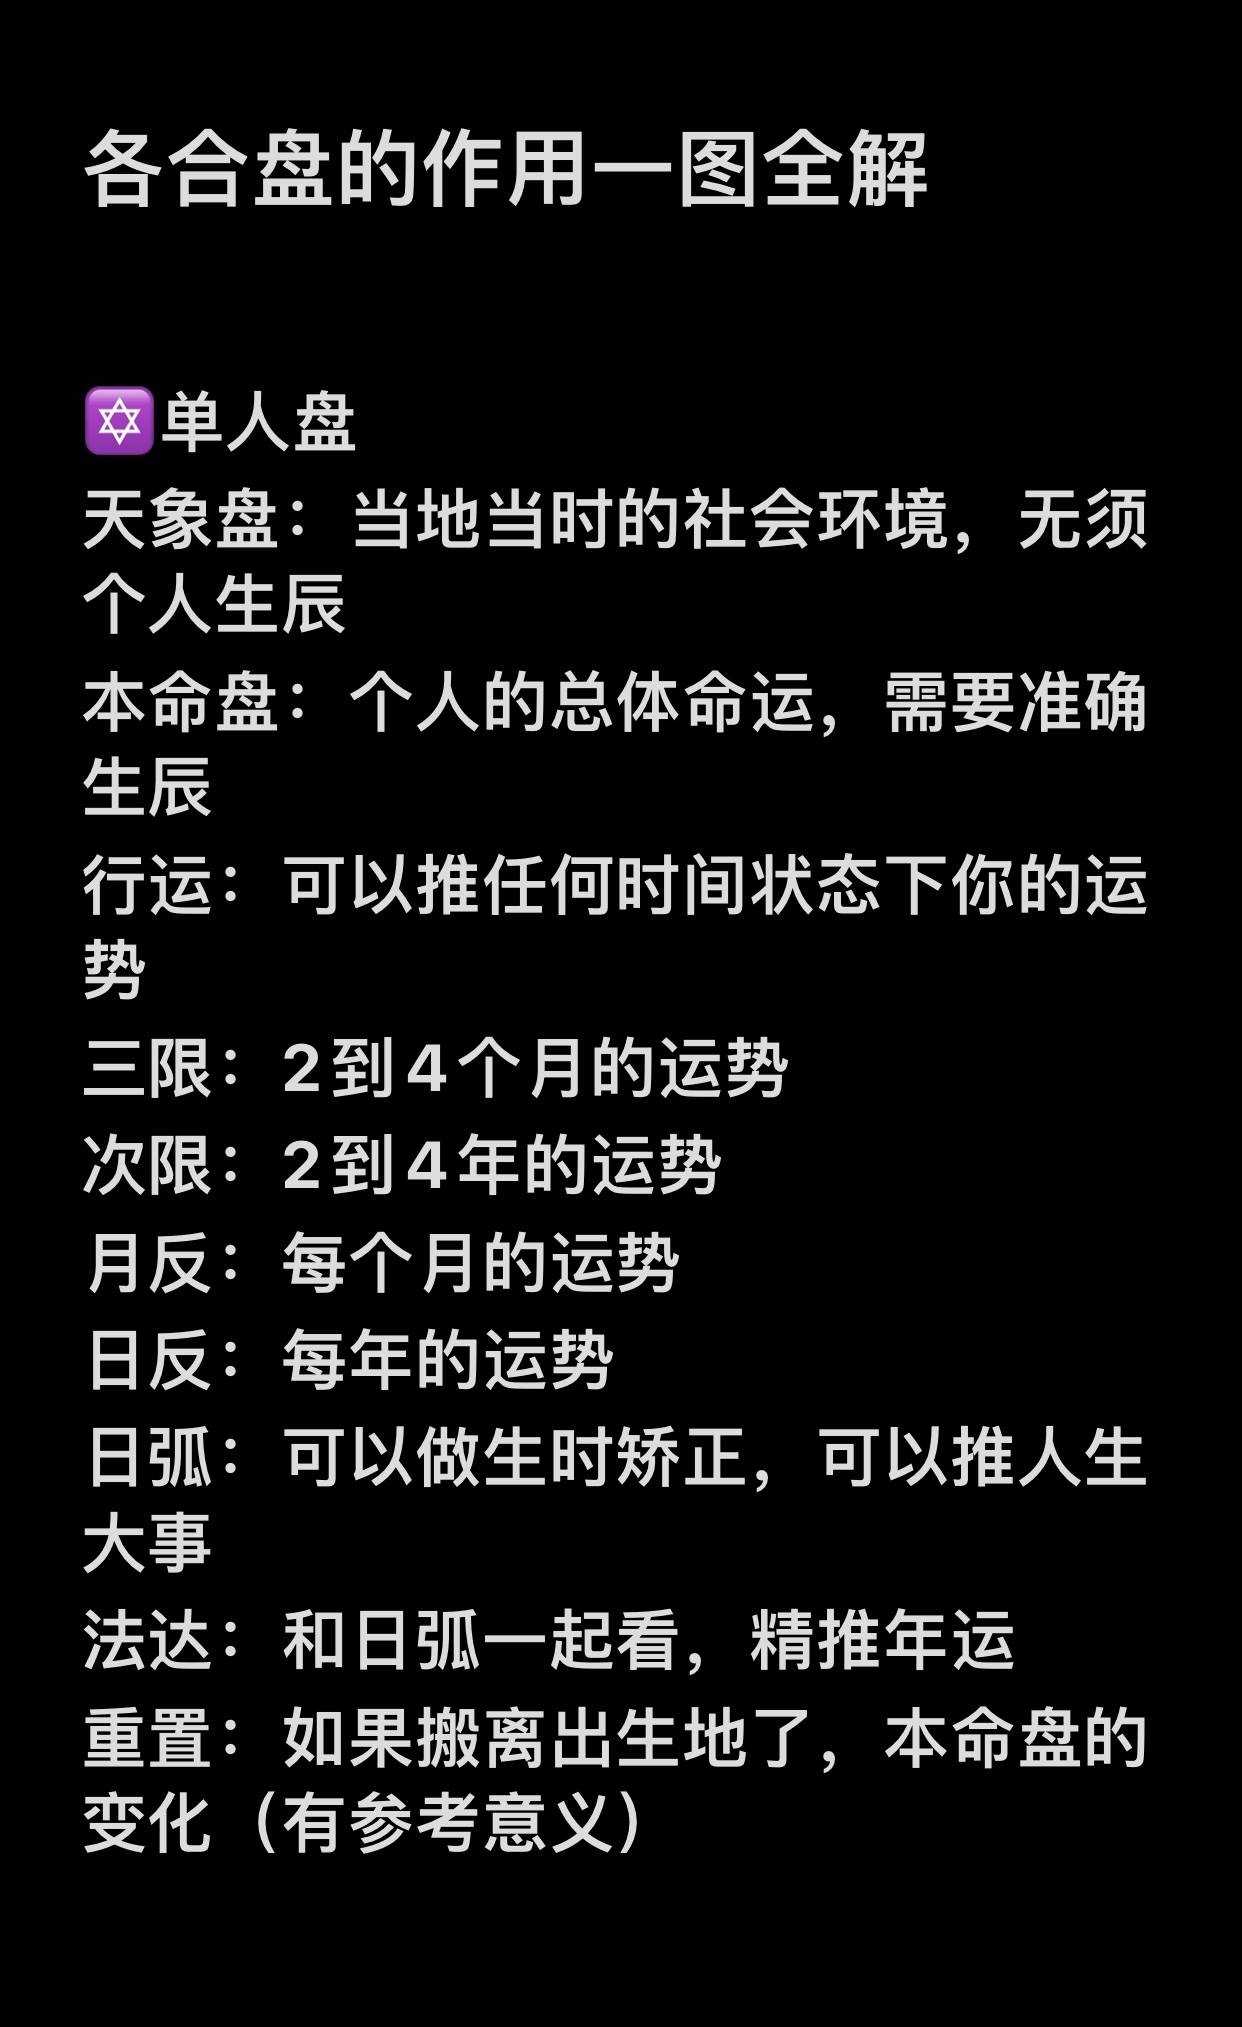 各合盘的作用一图全解
🔯单人盘
天象盘：当地当时的社会环境，无须
个人生辰
本命盘：个人的总体命运，需要准确
生辰
行运：可以推任何时间状态下你的运
势
三限：2到4个月的运势
次限：2到4年的运势
月反：每个月的运势
日反：每年的运势
日弧：可以做生时矫正，可以推人生
大事
法达：和日弧一起看，精推年运
重置：如果搬离出生地了，本命盘的
变化（有参考意义）